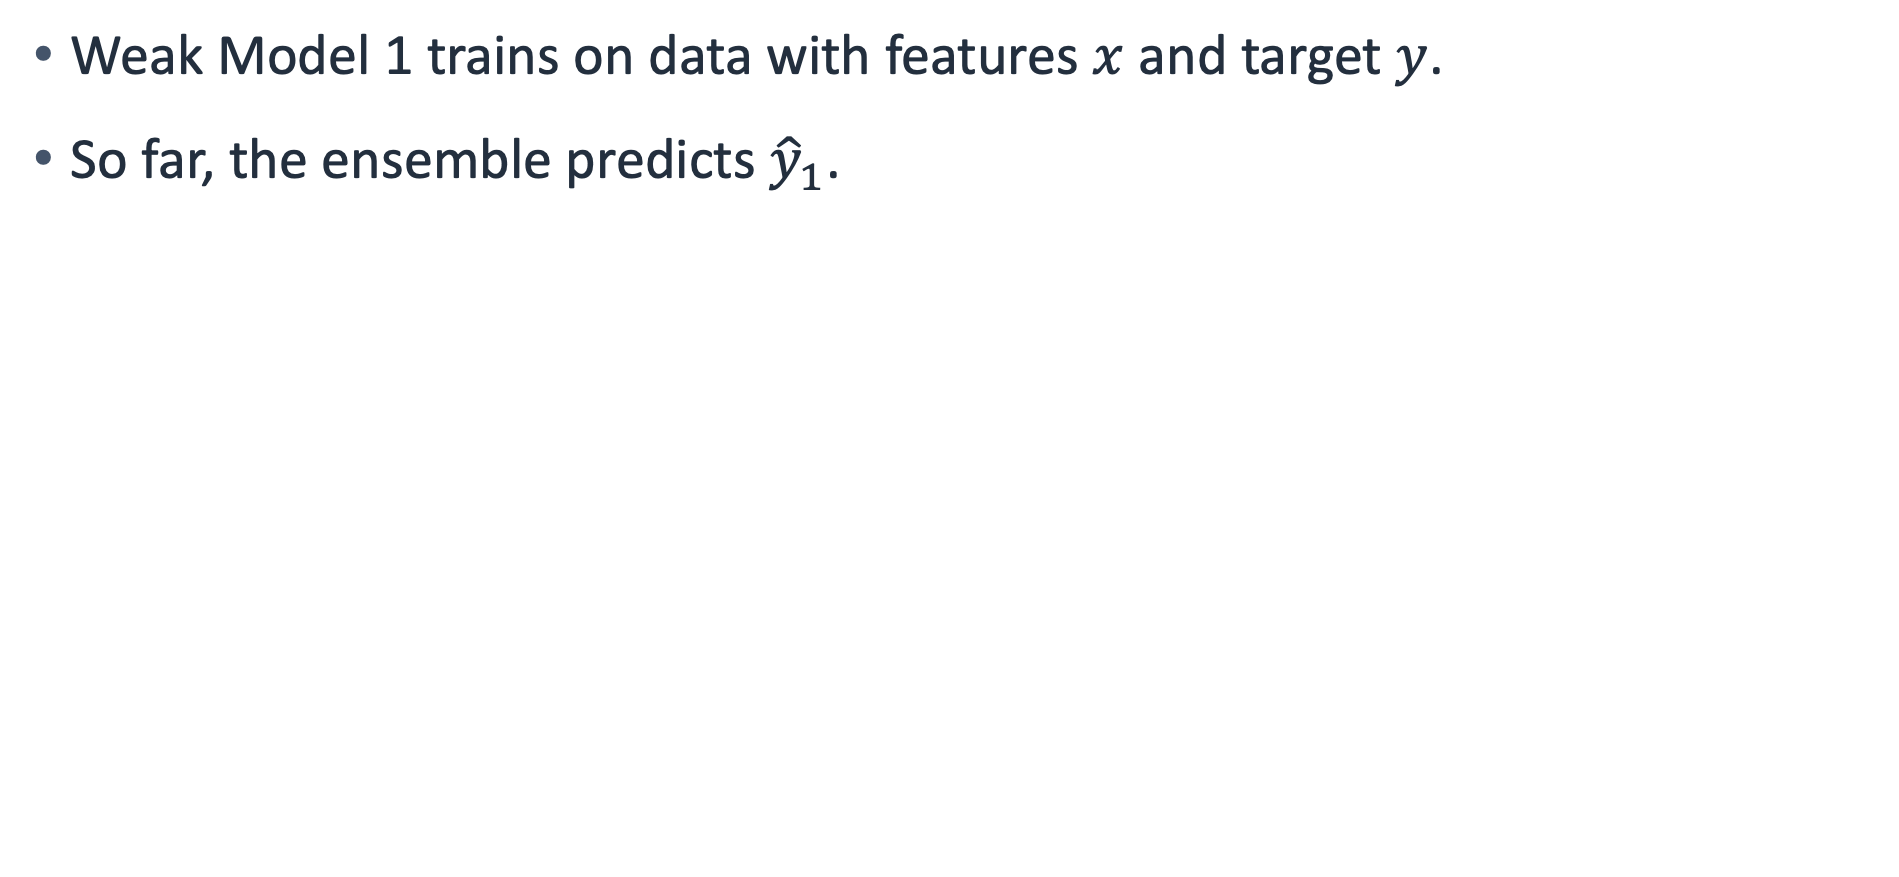 • Weak Model 1 trains on data with features x and target y.
• So far, the ensemble predicts ŷ₁.